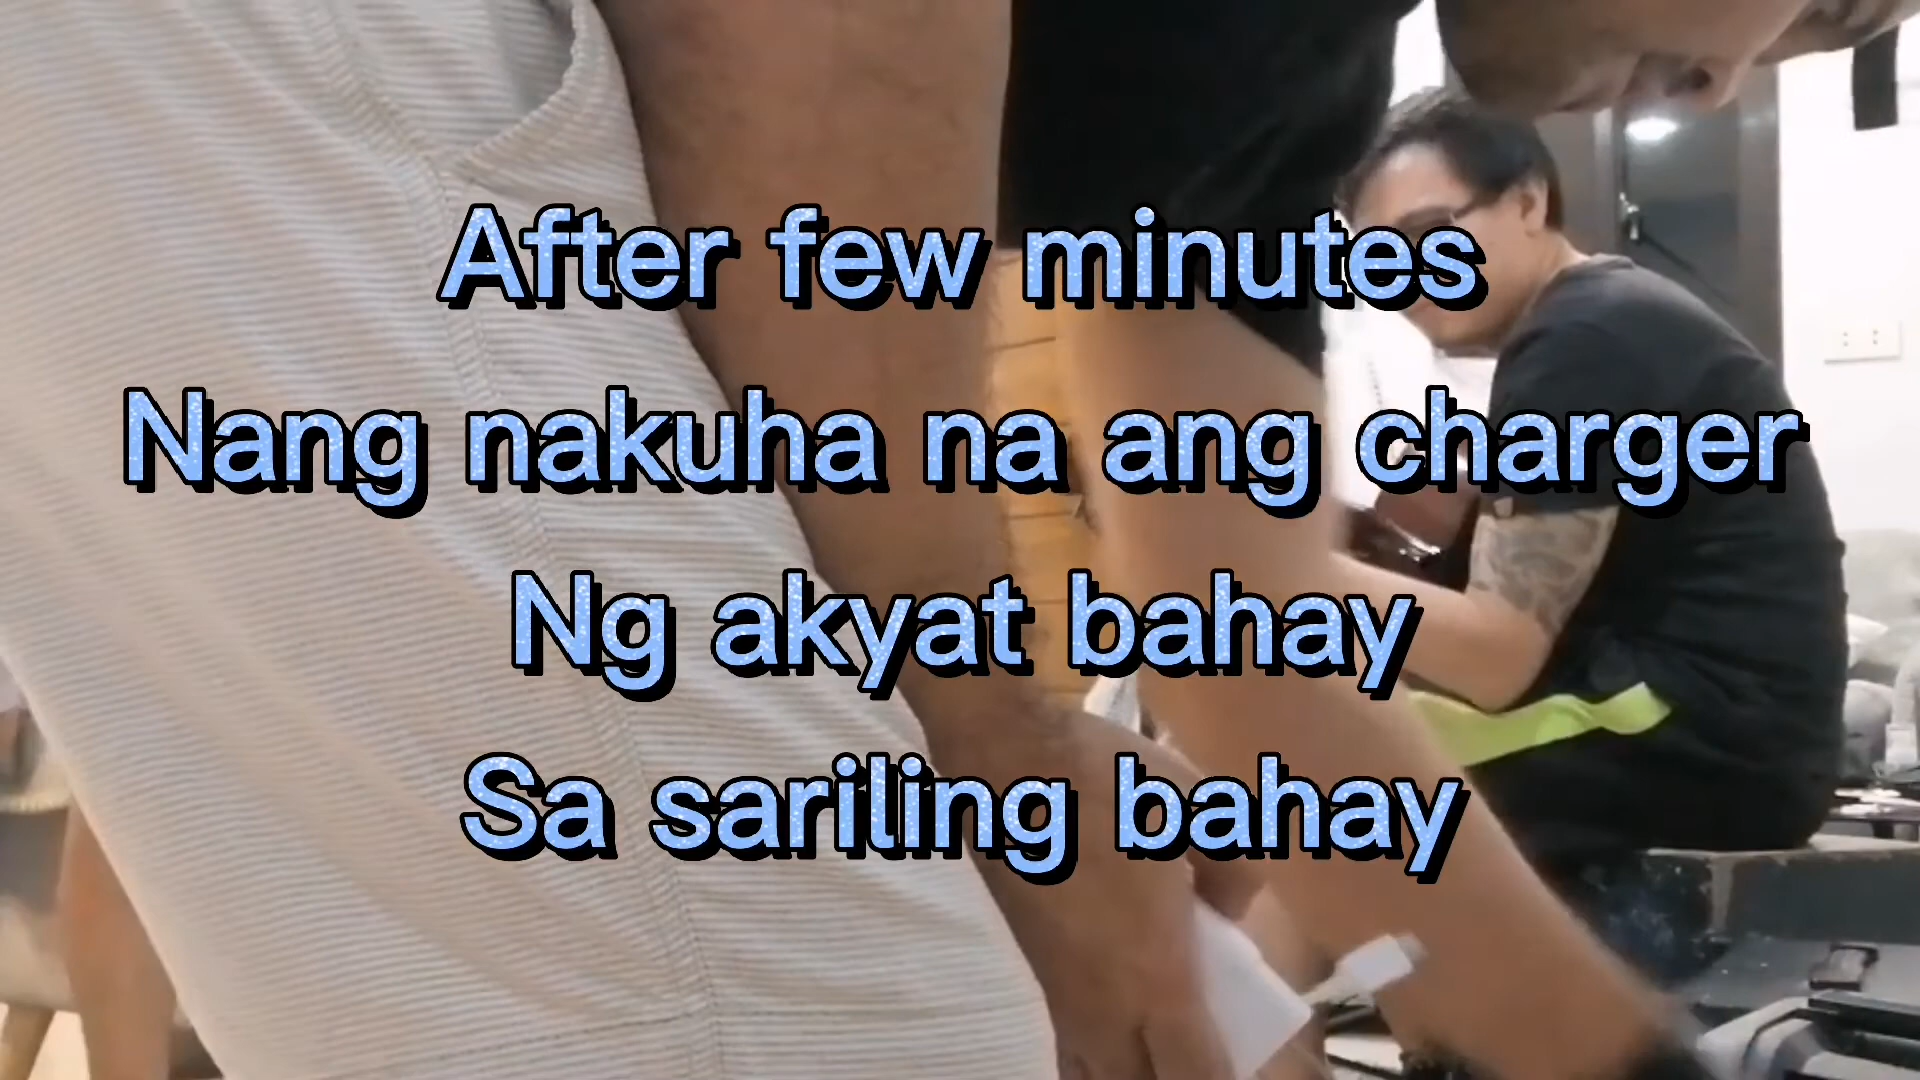 After few minutes
Nang nakuha na ang charger
Ng akyat bahay
Sa sariling bahay